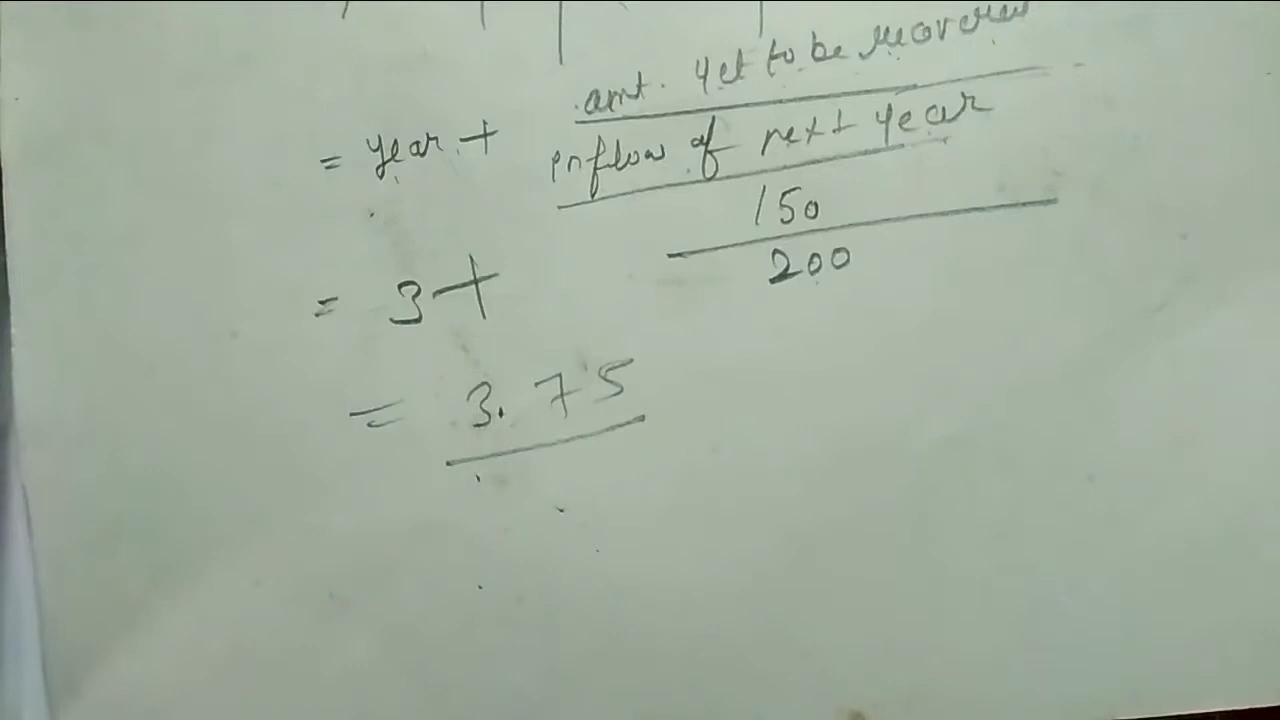 amt. yet to be recovered
= year + inflow of next year
150
= 3 + 200
= 3.75